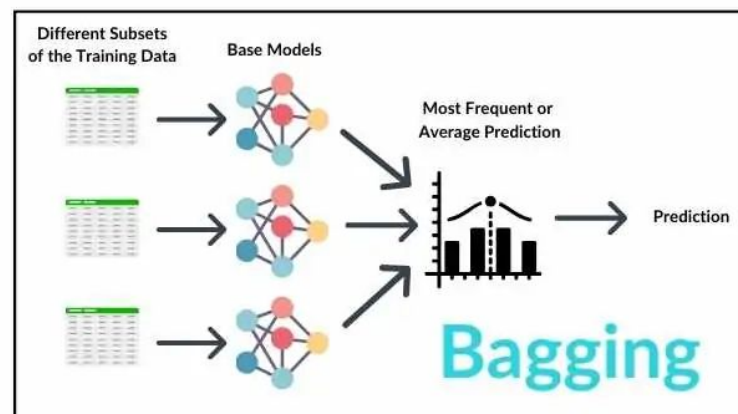 Different Subsets
of the Training Data
Base Models
Most Frequent or
Average Prediction
Prediction
Bagging